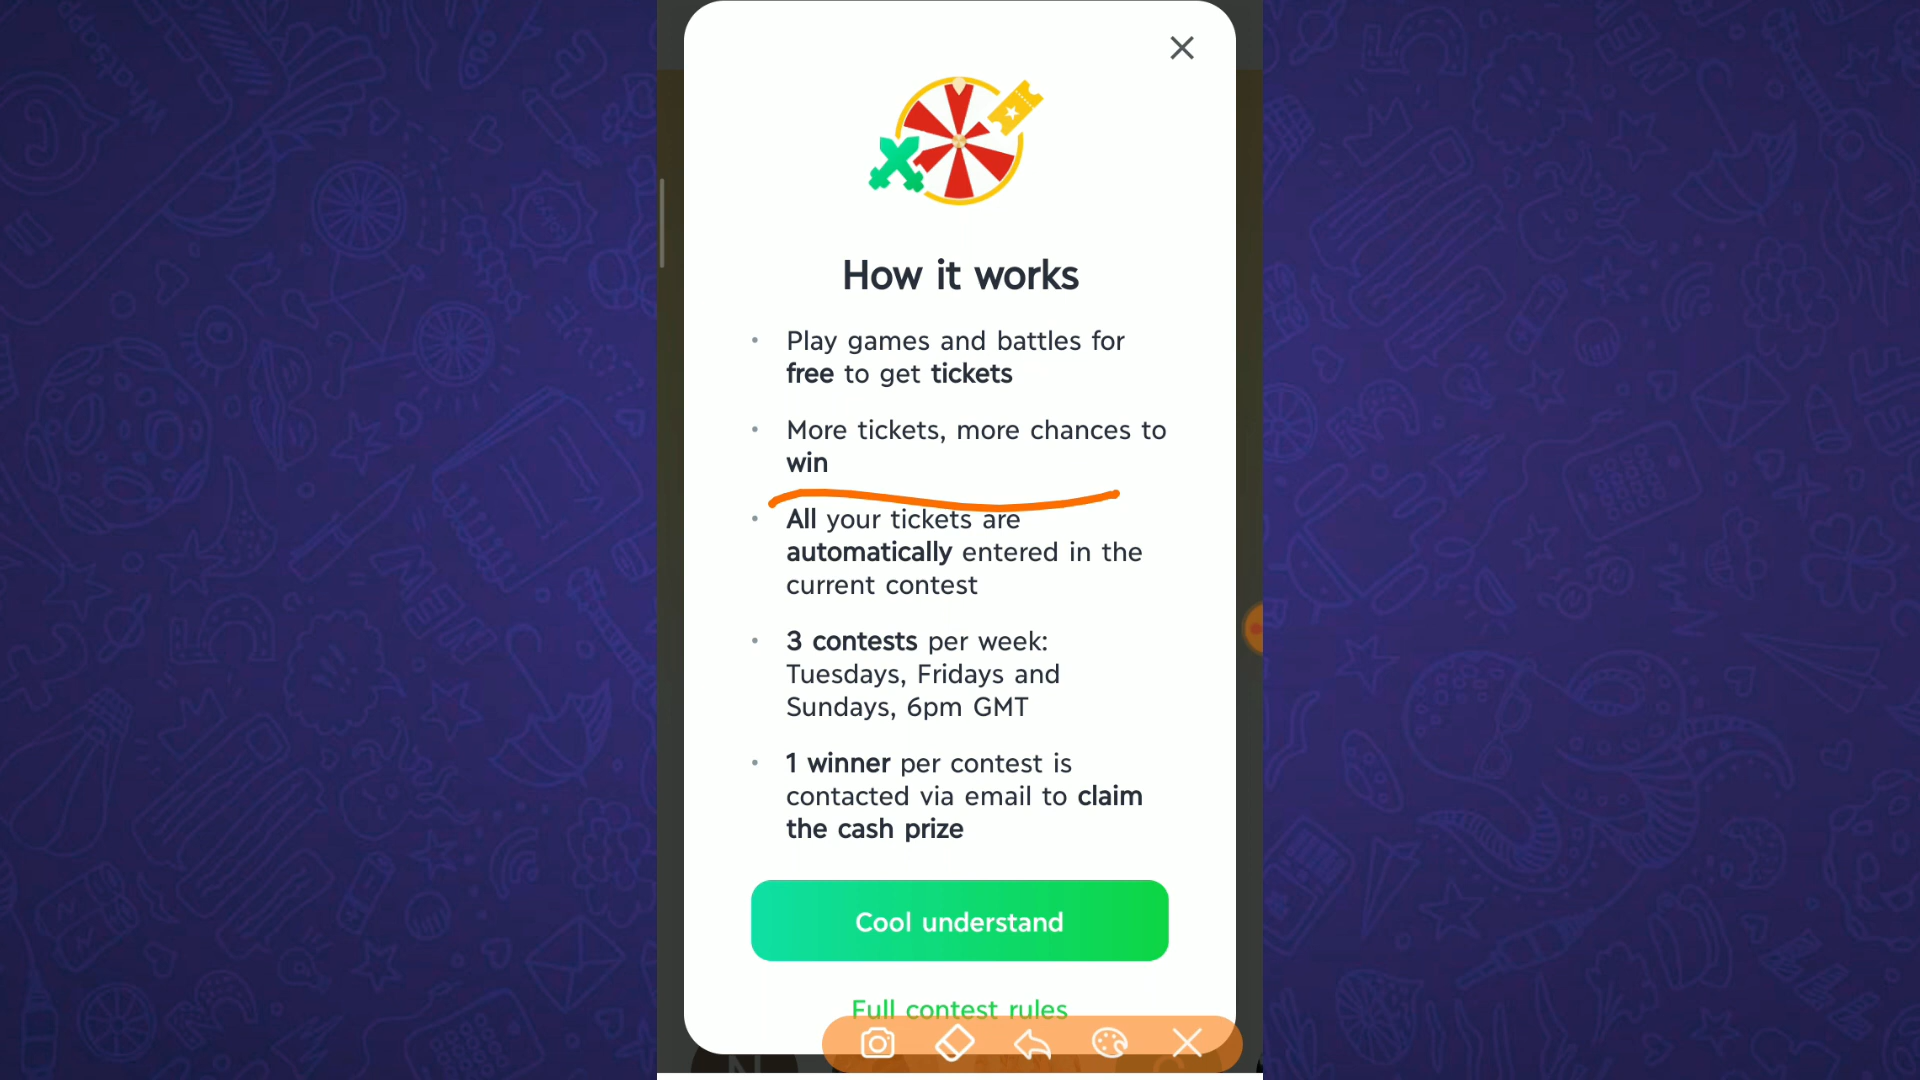 How it works
Play games and battles for
free to get tickets
More tickets, more chances to
win
All your tickets are
automatically entered in the
current contest
3 contests per week:
Tuesdays, Fridays and
Sundays, 6pm GMT
1 winner per contest is
contacted via email to claim
the cash prize
Cool understand
Full contest rules